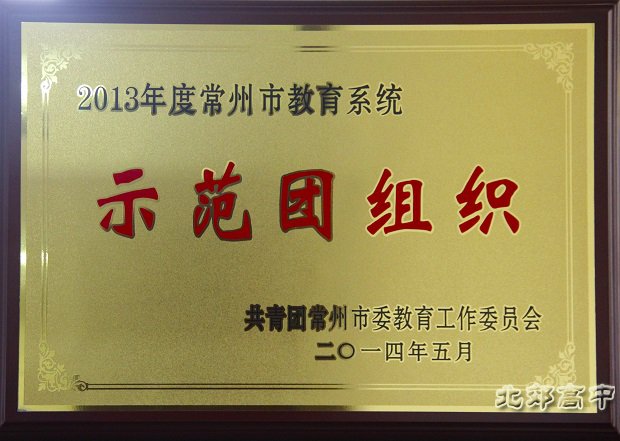 2013年度常州市教育系统
示范团组织
共青团常州市委教育工作委员会
二〇一四年五月
北郊高中